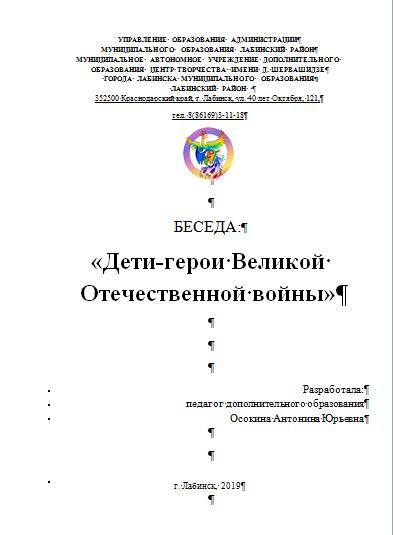 УПРАВЛЕНИЕ ОБРАЗОВАНИЯ АДМИНИСТРАЦИИ¶
МУНИЦИПАЛЬНОГО ОБРАЗОВАНИЯ ЛАБИНСКИЙ РАЙОН¶
МУНИЦИПАЛЬНОЕ АВТОНОМНОЕ УЧРЕЖДЕНИЕ ДОПОЛНИТЕЛЬНОГО
ОБРАЗОВАНИЯ ЦЕНТР ТВОРЧЕСТВА ИМЕНИ Д. ШЕРВАШИДЗЕ¶
ГОРОДА ЛАБИНСКА МУНИЦИПАЛЬНОГО ОБРАЗОВАНИЯ¶
ЛАБИНСКИЙ РАЙОН ¶
352500 Краснодарский край, г. Лабинск, ул. 40 лет Октября, 121,¶
тел. 8(86169)3-11-18¶
¶
¶
БЕСЕДА:¶
«Дети-герои Великой
Отечественной войны»¶
¶
¶
¶
Разработала:¶
педагог дополнительного образования¶
Осокина Антонина Юрьевна¶
¶
¶
г. Лабинск, 2019¶
¶